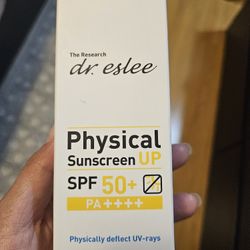 The Research
dr. eslee
Physical
Sunscreen UP
SPF 50+
PA++++
Physically deflect UV-rays